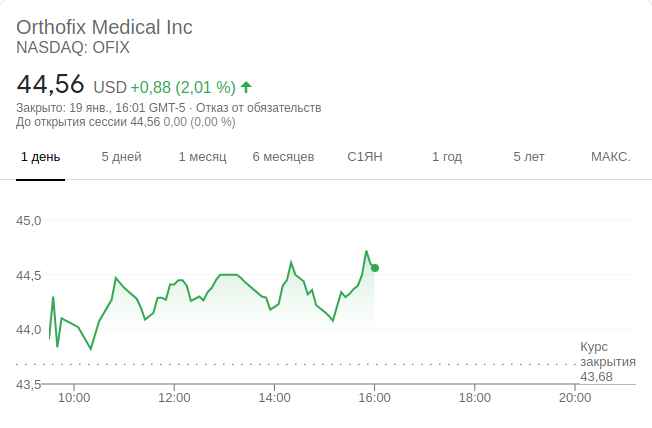 Orthofix Medical Inc
NASDAQ: OFIX
44,56 USD +0,88 (2,01 %)
Закрыто: 19 янв., 16:01 GMT-5 · Отказ от обязательств
До открытия сессии 44,56 0,00 (0,00 %)
1 день 5 дней 1 месяц 6 месяцев С1ЯН 1 год 5 лет МАКС.
45,0
44,5
44,0
Курс
закрытия
43,68
43,5
10:00 12:00 14:00 16:00 18:00 20:00